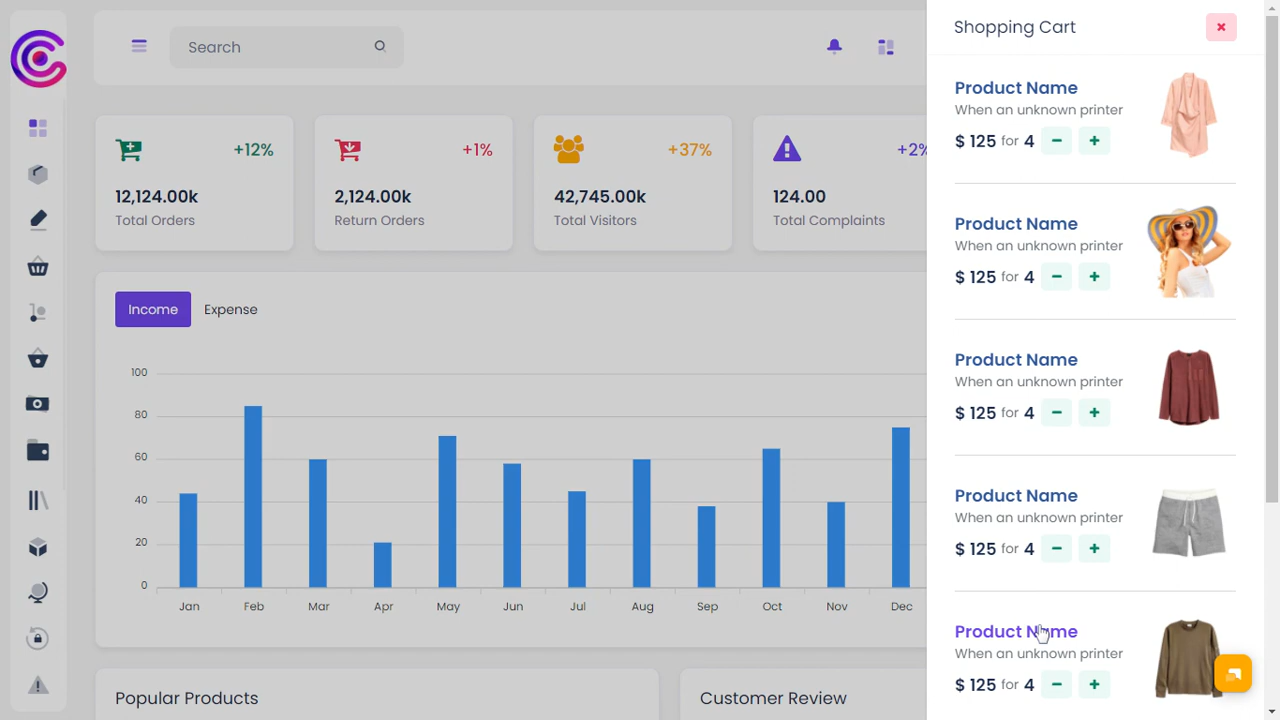 Search
Shopping Cart
+12%
12,124.00k
Total Orders
+1%
2,124.00k
Return Orders
+37%
42,745.00k
Total Visitors
+2%
124.00
Total Complaints
Income
Expense
100
80
60
40
20
0
Jan Feb Mar Apr May Jun Jul Aug Sep Oct Nov Dec
Popular Products
Customer Review
Product Name
When an unknown printer
$ 125 for 4 − +
Product Name
When an unknown printer
$ 125 for 4 − +
Product Name
When an unknown printer
$ 125 for 4 − +
Product Name
When an unknown printer
$ 125 for 4 − +
Product Name
When an unknown printer
$ 125 for 4 − +